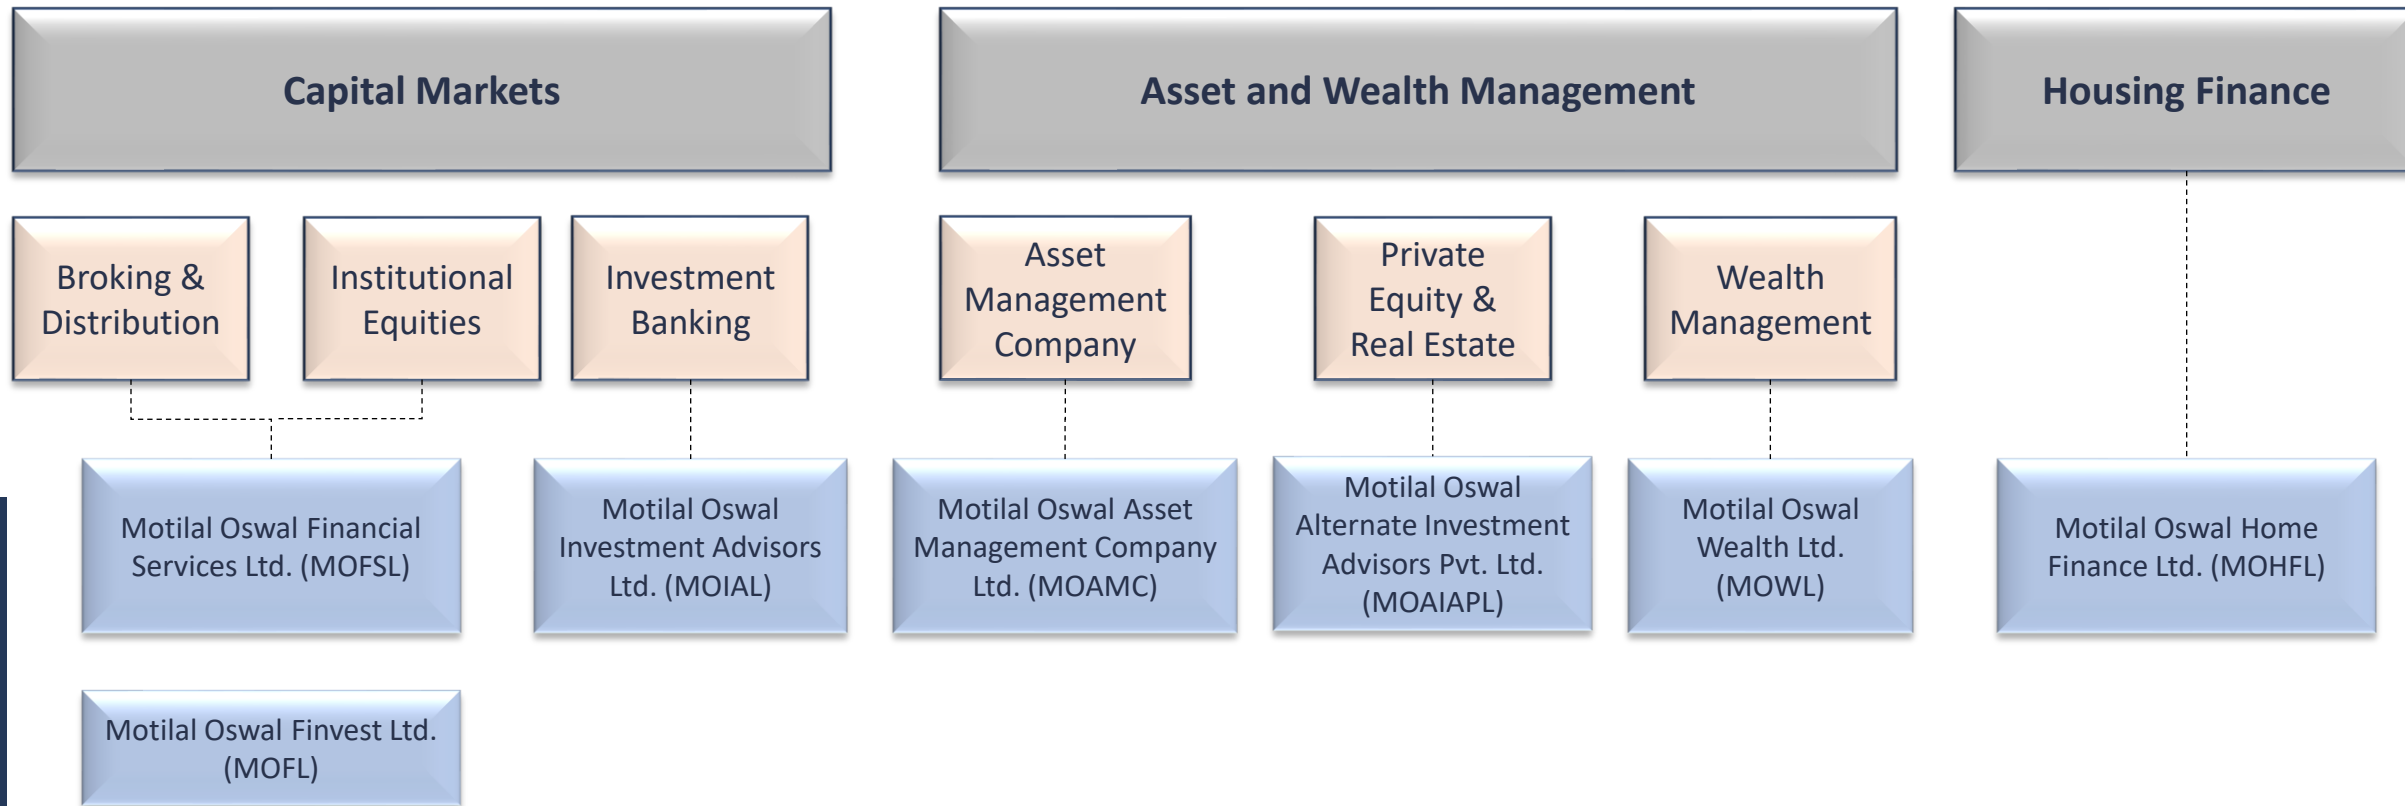 Capital Markets
Asset and Wealth Management
Housing Finance
Broking &
Distribution
Institutional
Equities
Investment
Banking
Asset
Management
Company
Private
Equity &
Real Estate
Wealth
Management
Motilal Oswal Financial
Services Ltd. (MOFSL)
Motilal Oswal
Investment Advisors
Ltd. (MOIAL)
Motilal Oswal Asset
Management Company
Ltd. (MOAMC)
Motilal Oswal
Alternate Investment
Advisors Pvt. Ltd.
(MOAIAPL)
Motilal Oswal
Wealth Ltd.
(MOWL)
Motilal Oswal Home
Finance Ltd. (MOHFL)
Motilal Oswal Finvest Ltd.
(MOFL)